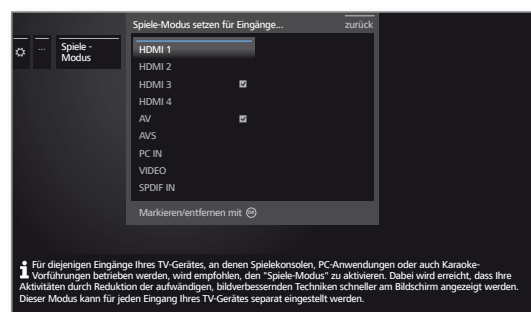 Spiele-Modus setzen für Eingänge... zurück
... Spiele -
Modus
HDMI 1
HDMI 2
HDMI 3
HDMI 4
AV
AVS
PC IN
VIDEO
SPDIF IN
Markieren/entfernen mit OK
Für diejenigen Eingänge Ihres TV-Gerätes, an denen Spielekonsolen, PC-Anwendungen oder auch Karaoke-
Vorführungen betrieben werden, wird empfohlen, den "Spiele-Modus" zu aktivieren. Dabei wird erreicht, dass Ihre
Aktivitäten durch Reduktion der aufwändigen, bildverbessernden Techniken schneller am Bildschirm angezeigt werden.
Dieser Modus kann für jeden Eingang Ihres TV-Gerätes separat eingestellt werden.